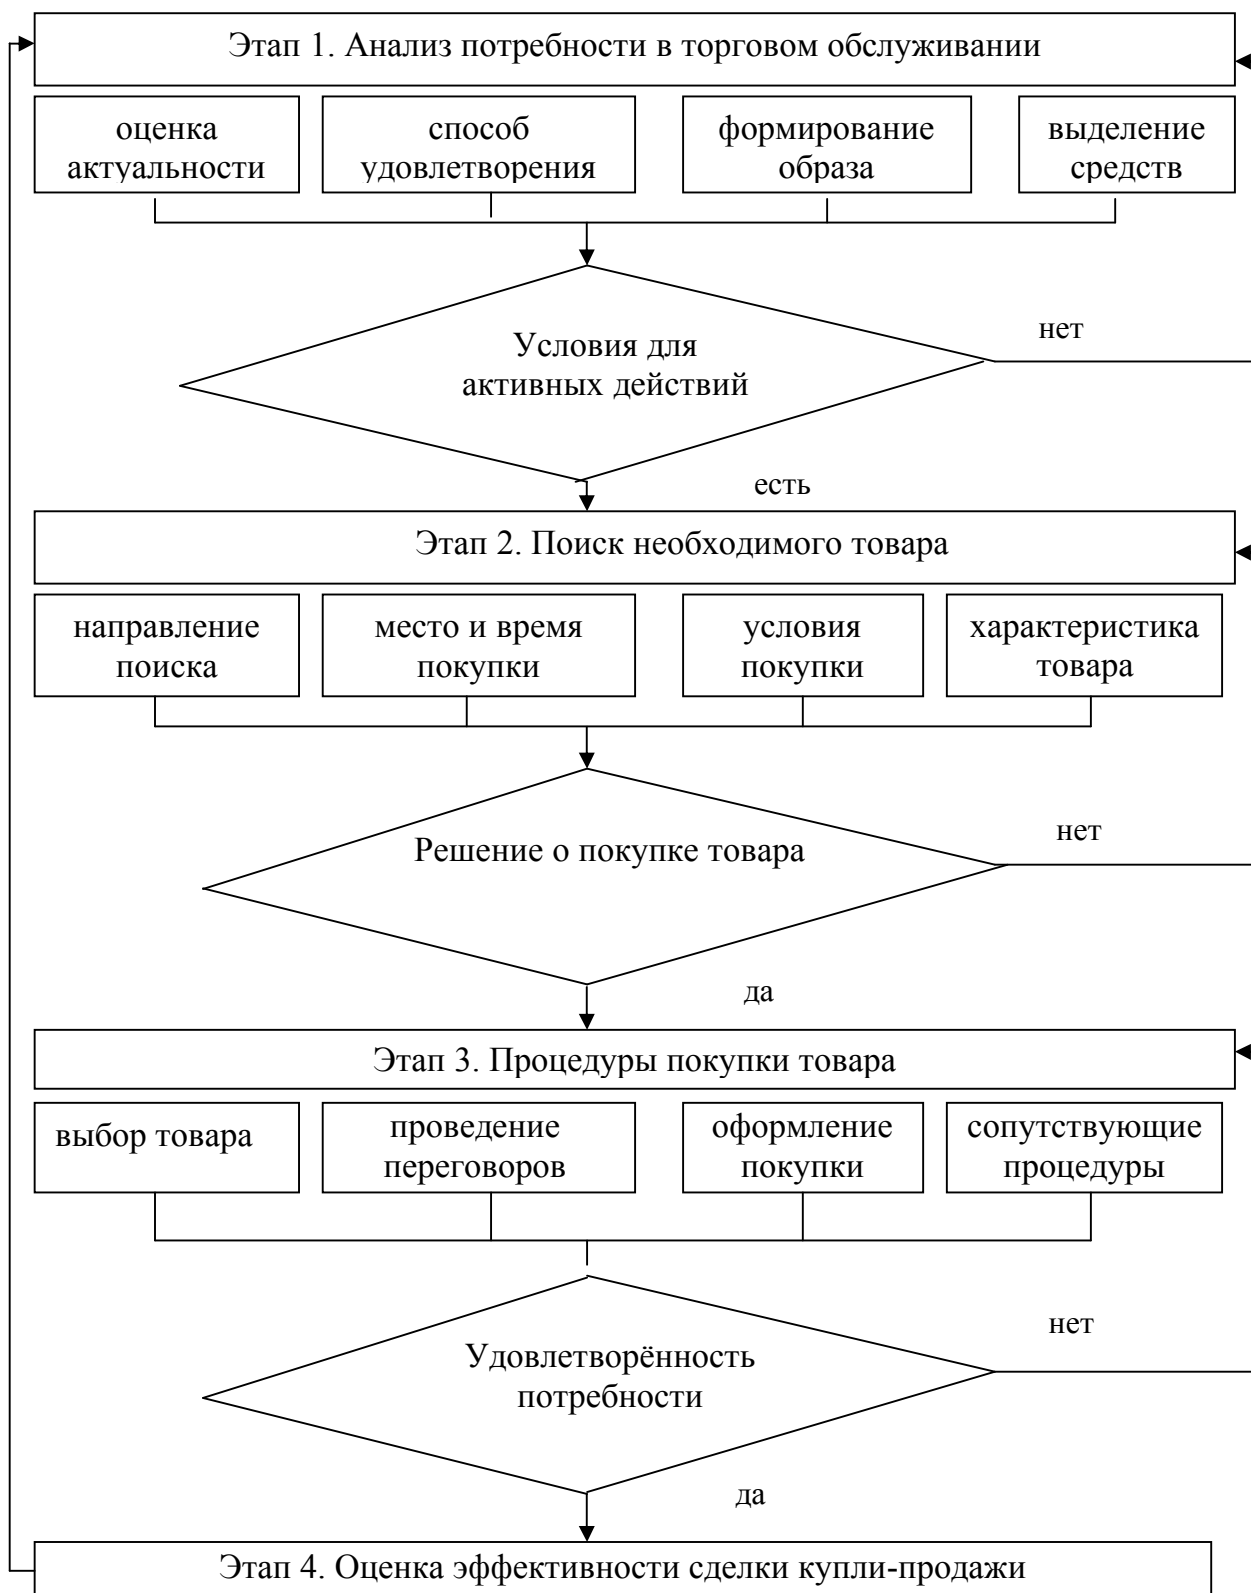 Этап 1. Анализ потребности в торговом обслуживании
оценка
актуальности
способ
удовлетворения
формирование
образа
выделение
средств
Условия для
активных действий
нет
есть
Этап 2. Поиск необходимого товара
направление
поиска
место и время
покупки
условия
покупки
характеристика
товара
Решение о покупке товара
нет
да
Этап 3. Процедуры покупки товара
выбор товара
проведение
переговоров
оформление
покупки
сопутствующие
процедуры
Удовлетворённость
потребности
нет
да
Этап 4. Оценка эффективности сделки купли-продажи